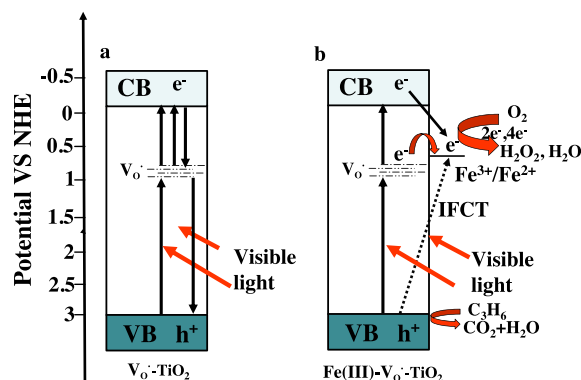 Potential VS NHE
-0.5
0
0.5
1
1.5
2
2.5
3
a
CB e⁻
Vₒ·
Visible
light
VB h⁺
Vₒ·-TiO₂
b
CB e⁻
O₂
2e⁻,4e⁻
H₂O₂, H₂O
e⁻
e⁻
Fe³⁺/Fe²⁺
Vₒ·
IFCT
Visible
light
C₃H₆
CO₂+H₂O
VB h⁺
Fe(III)-Vₒ·-TiO₂